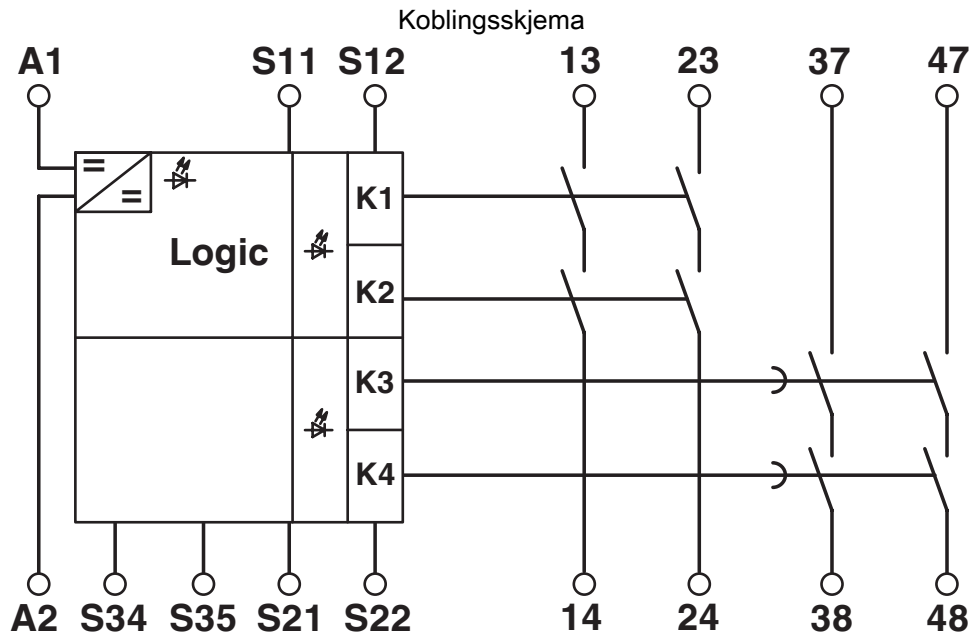 Koblingsskjema
A1 S11 S12 13 23 37 47
K1
Logic
K2
K3
K4
A2 S34 S35 S21 S22 14 24 38 48